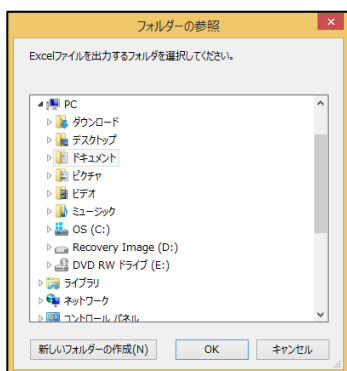 フォルダーの参照
Excelファイルを出力するフォルダを選択してください。
PC
ダウンロード
デスクトップ
ドキュメント
ピクチャ
ビデオ
ミュージック
OS (C:)
Recovery Image (D:)
DVD RW ドライブ (E:)
ライブラリ
ネットワーク
コントロール パネル
新しいフォルダーの作成(N) OK キャンセル